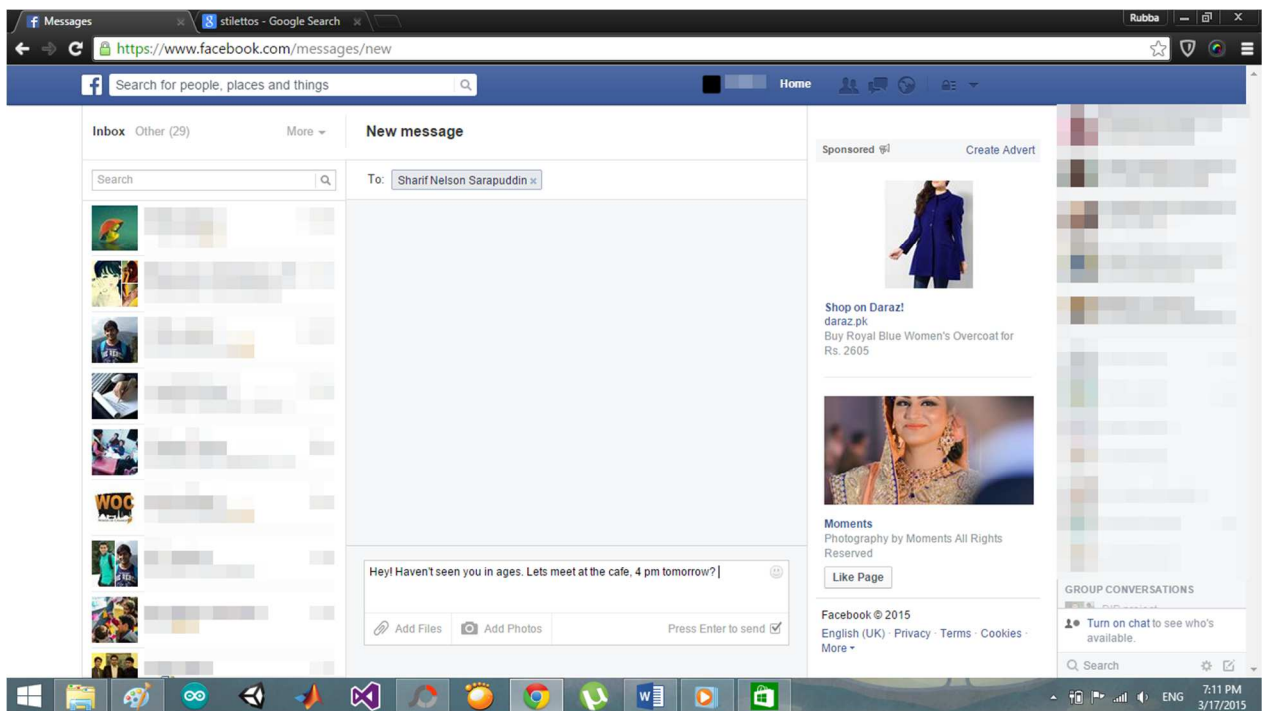 Messages
stilettos - Google Search
Rubba
https://www.facebook.com/messages/new
Search for people, places and things
Home
Inbox Other (29) More
New message
Search
To: Sharif Nelson Sarapuddin ×
WOC
Hey! Haven't seen you in ages. Lets meet at the cafe, 4 pm tomorrow?
Add Files Add Photos Press Enter to send
Sponsored Create Advert
Shop on Daraz!
daraz.pk
Buy Royal Blue Women's Overcoat for
Rs. 2605
Moments
Photography by Moments All Rights
Reserved
Like Page
Facebook © 2015
English (UK) · Privacy · Terms · Cookies ·
More
GROUP CONVERSATIONS
Turn on chat to see who's
available.
Search
ENG
7:11 PM
3/17/2015